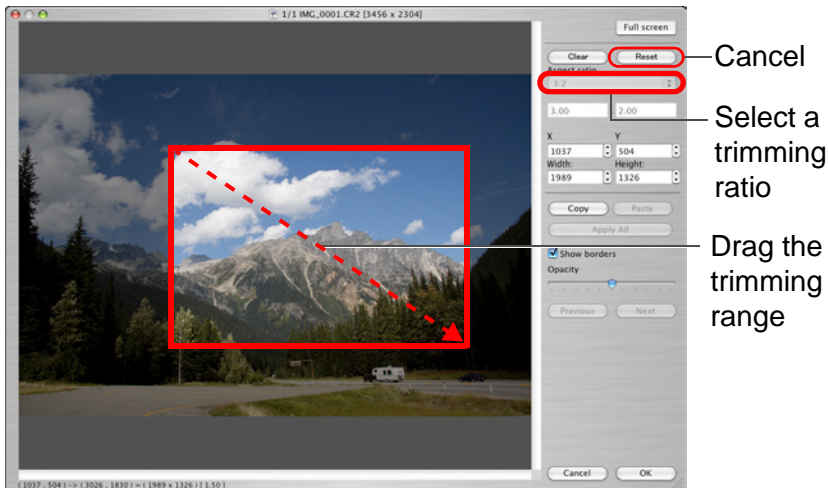 1/1 IMG_0001.CR2 [3456 x 2304]
Full screen
Clear Reset
Cancel
Aspect ratio
3:2
3.00 : 2.00
Select a
trimming
ratio
X Y
1037 504
Width: Height:
1989 1326
Copy Paste
Apply All
Drag the
trimming
range
Show borders
Opacity
Previous Next
Cancel OK
( 1037 , 504 ) -> ( 3026 , 1830 ) = ( 1989 x 1326 ) [ 1.50 ]